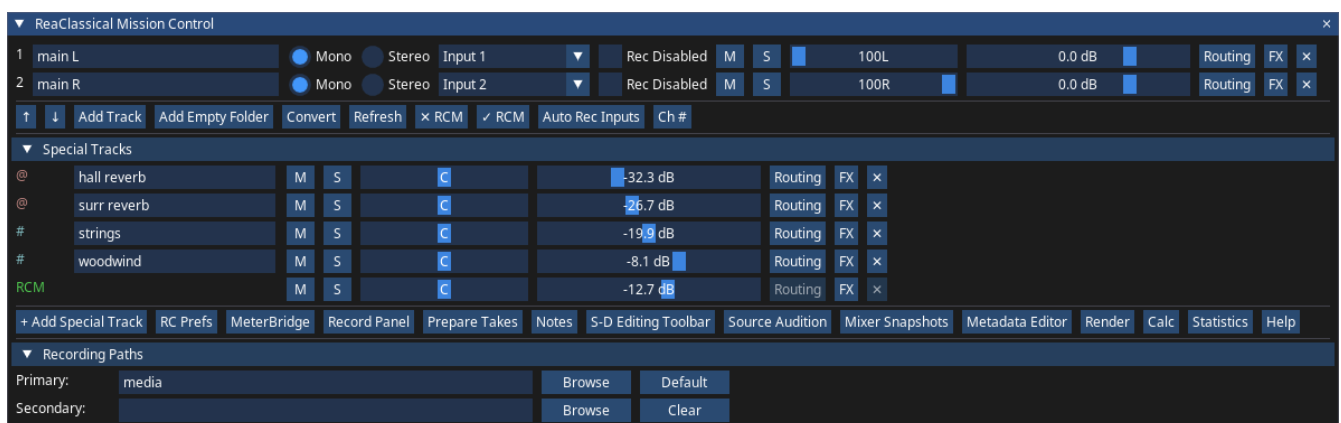 ▼ ReaClassical Mission Control ×
1 main L Mono Stereo Input 1 ▼ Rec Disabled M S 100L 0.0 dB Routing FX ×
2 main R Mono Stereo Input 2 ▼ Rec Disabled M S 100R 0.0 dB Routing FX ×
↑ ↓ Add Track Add Empty Folder Convert Refresh × RCM ✓ RCM Auto Rec Inputs Ch #
▼ Special Tracks
@ hall reverb M S C -32.3 dB Routing FX ×
@ surr reverb M S C -26.7 dB Routing FX ×
# strings M S C -19.9 dB Routing FX ×
# woodwind M S C -8.1 dB Routing FX ×
RCM M S C -12.7 dB Routing FX ×
+ Add Special Track RC Prefs MeterBridge Record Panel Prepare Takes Notes S-D Editing Toolbar Source Audition Mixer Snapshots Metadata Editor Render Calc Statistics Help
▼ Recording Paths
Primary: media Browse Default
Secondary: Browse Clear